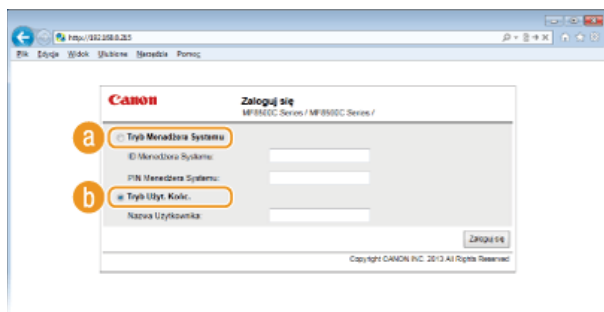 http://192.168.0.215
Plik Edycja Widok Ulubione Narzędzia Pomoc
Canon
Zaloguj się
MF8500C Series / MF8500C Series /
a
Tryb Menadżera Systemu
ID Menedżera Systemu:
PIN Menedżera Systemu:
b
Tryb Użyt. Końc.
Nazwa Użytkownika:
Zaloguj się
Copyright CANON INC. 2013 All Rights Reserved